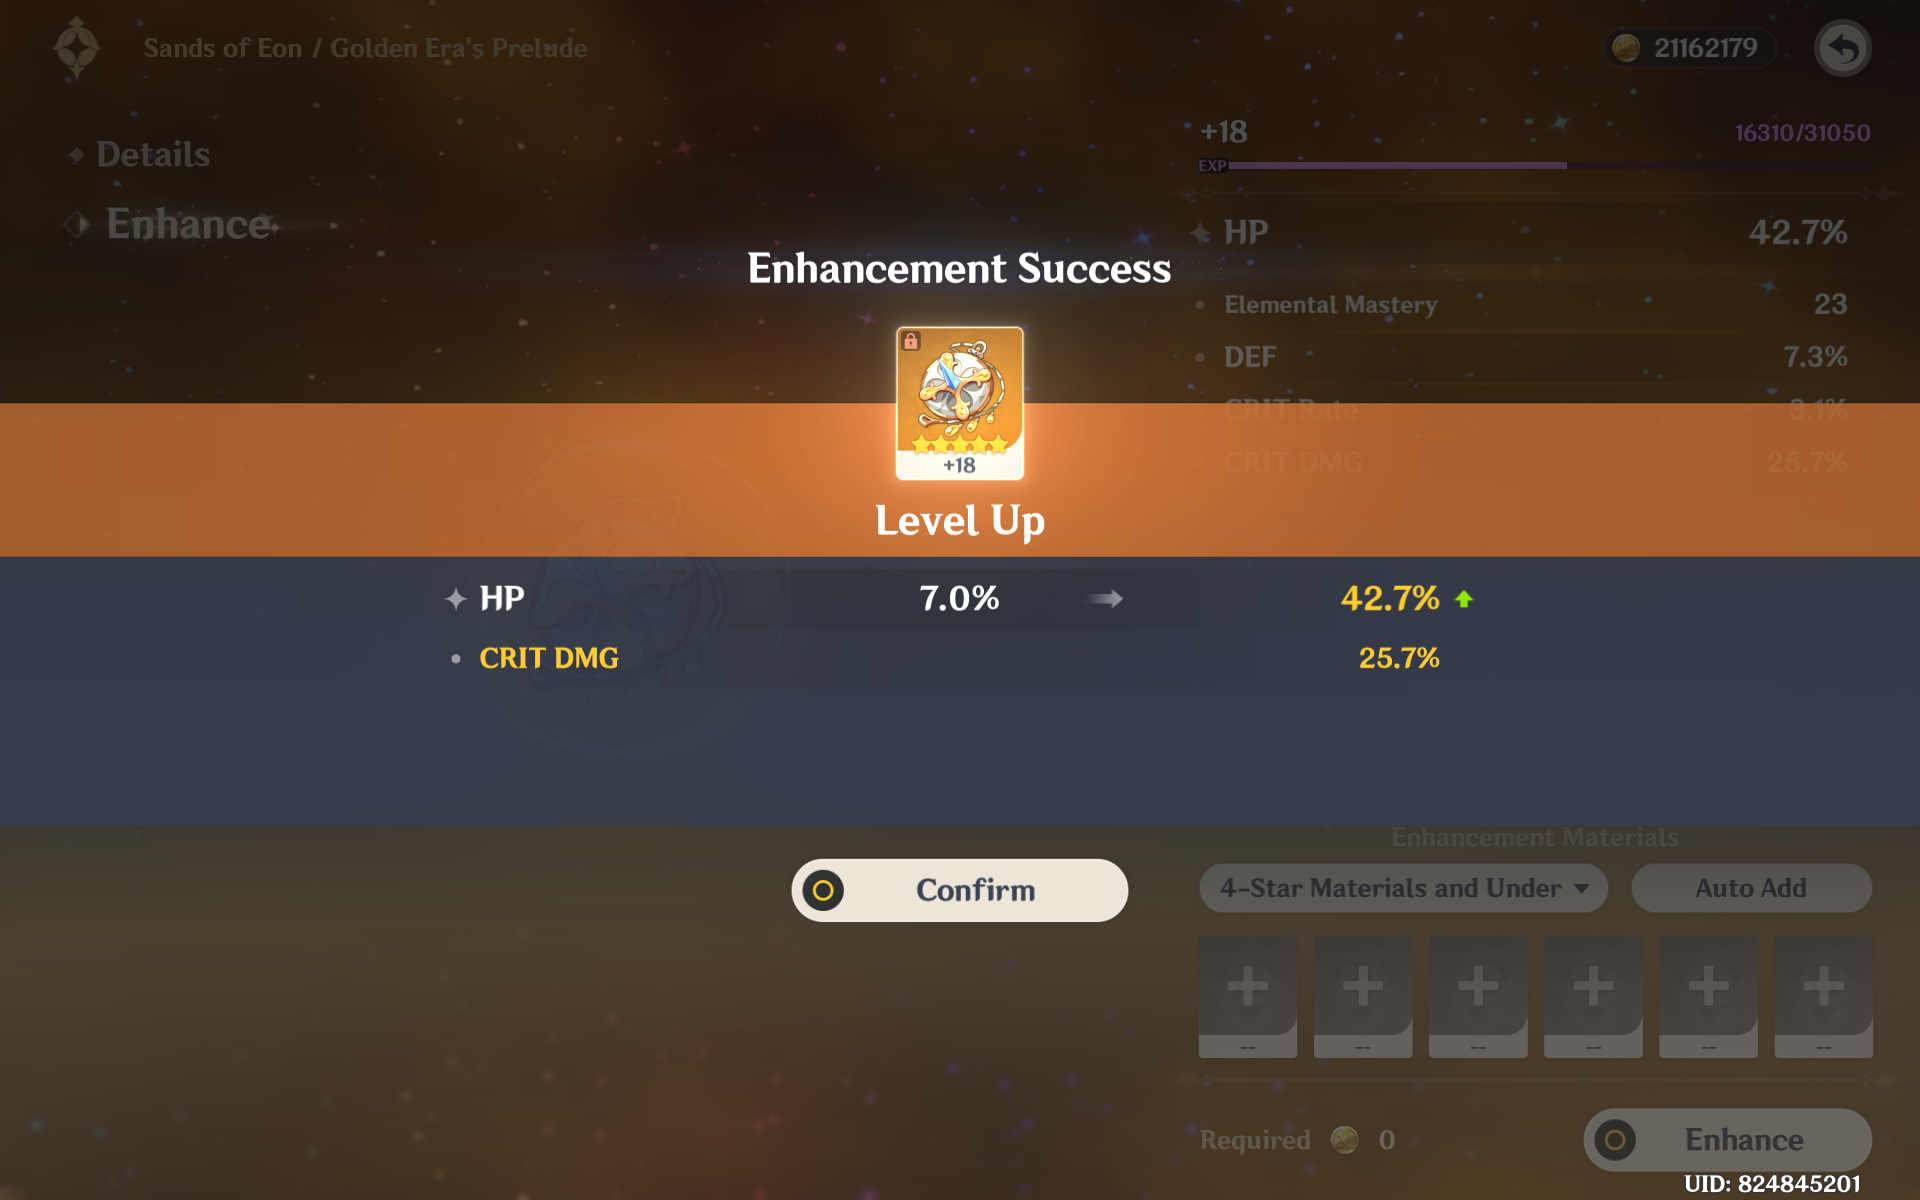 Sands of Eon / Golden Era's Prelude
21162179
Details
Enhance
+18
16310/31050
EXP
HP 42.7%
Elemental Mastery 23
DEF 7.3%
CRIT Rate 3.1%
CRIT DMG 25.7%
Enhancement Success
+18
Level Up
HP 7.0% 42.7%
CRIT DMG 25.7%
Confirm
Enhancement Materials
4-Star Materials and Under
Auto Add
-- -- -- -- -- --
Required 0
Enhance
UID: 824845201